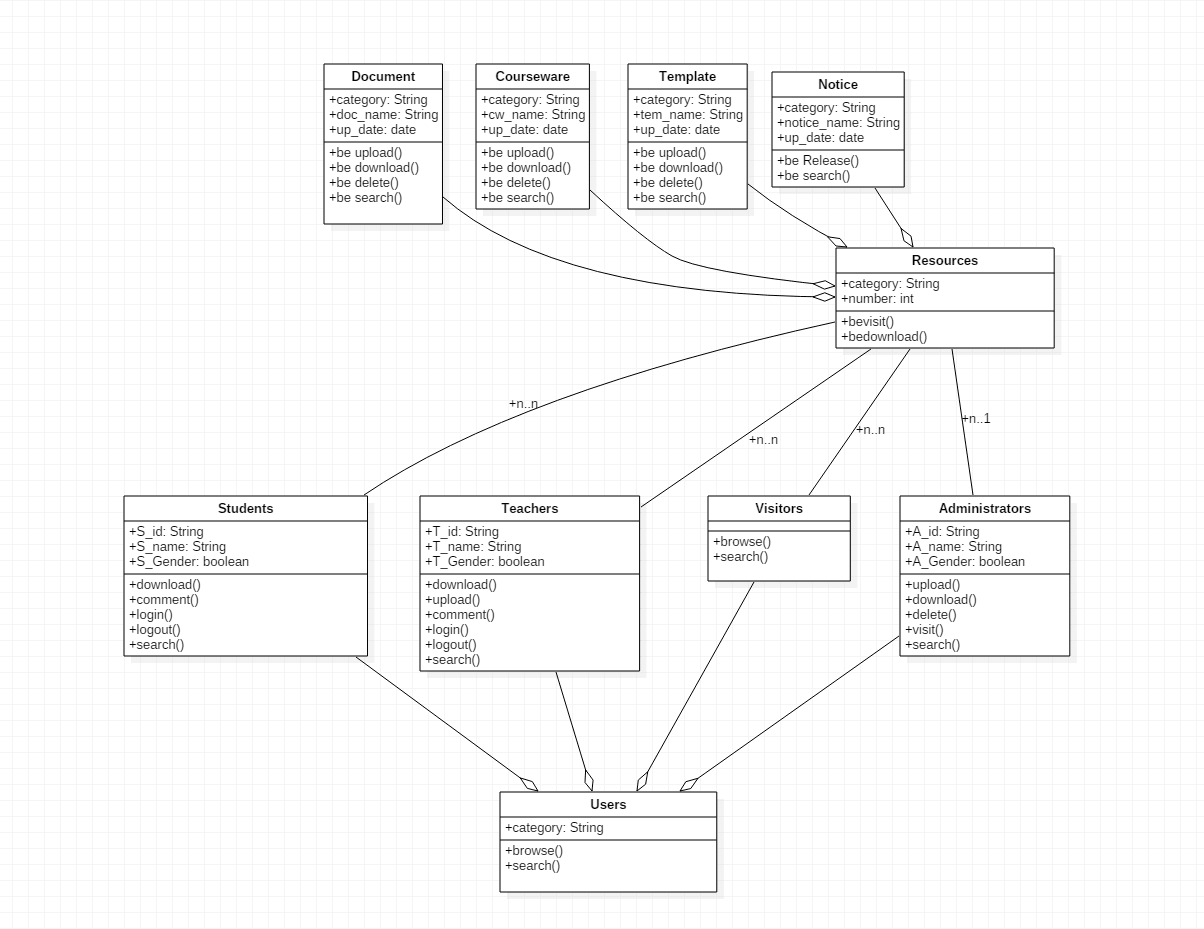 Document
+category: String
+doc_name: String
+up_date: date
+be upload()
+be download()
+be delete()
+be search()
Courseware
+category: String
+cw_name: String
+up_date: date
+be upload()
+be download()
+be delete()
+be search()
Template
+category: String
+tem_name: String
+up_date: date
+be upload()
+be download()
+be delete()
+be search()
Notice
+category: String
+notice_name: String
+up_date: date
+be Release()
+be search()
Resources
+category: String
+number: int
+bevisit()
+bedownload()
+n..n
+n..n
+n..n
+n..1
Students
+S_id: String
+S_name: String
+S_Gender: boolean
+download()
+comment()
+login()
+logout()
+search()
Teachers
+T_id: String
+T_name: String
+T_Gender: boolean
+download()
+upload()
+comment()
+login()
+logout()
+search()
Visitors
+browse()
+search()
Administrators
+A_id: String
+A_name: String
+A_Gender: boolean
+upload()
+download()
+delete()
+visit()
+search()
Users
+category: String
+browse()
+search()